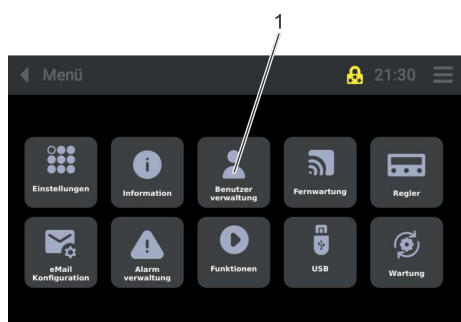 1
Menü
21:30
Einstellungen
Information
Benutzer
verwaltung
Fernwartung
Regler
eMail
Konfiguration
Alarm
verwaltung
Funktionen
USB
Wartung